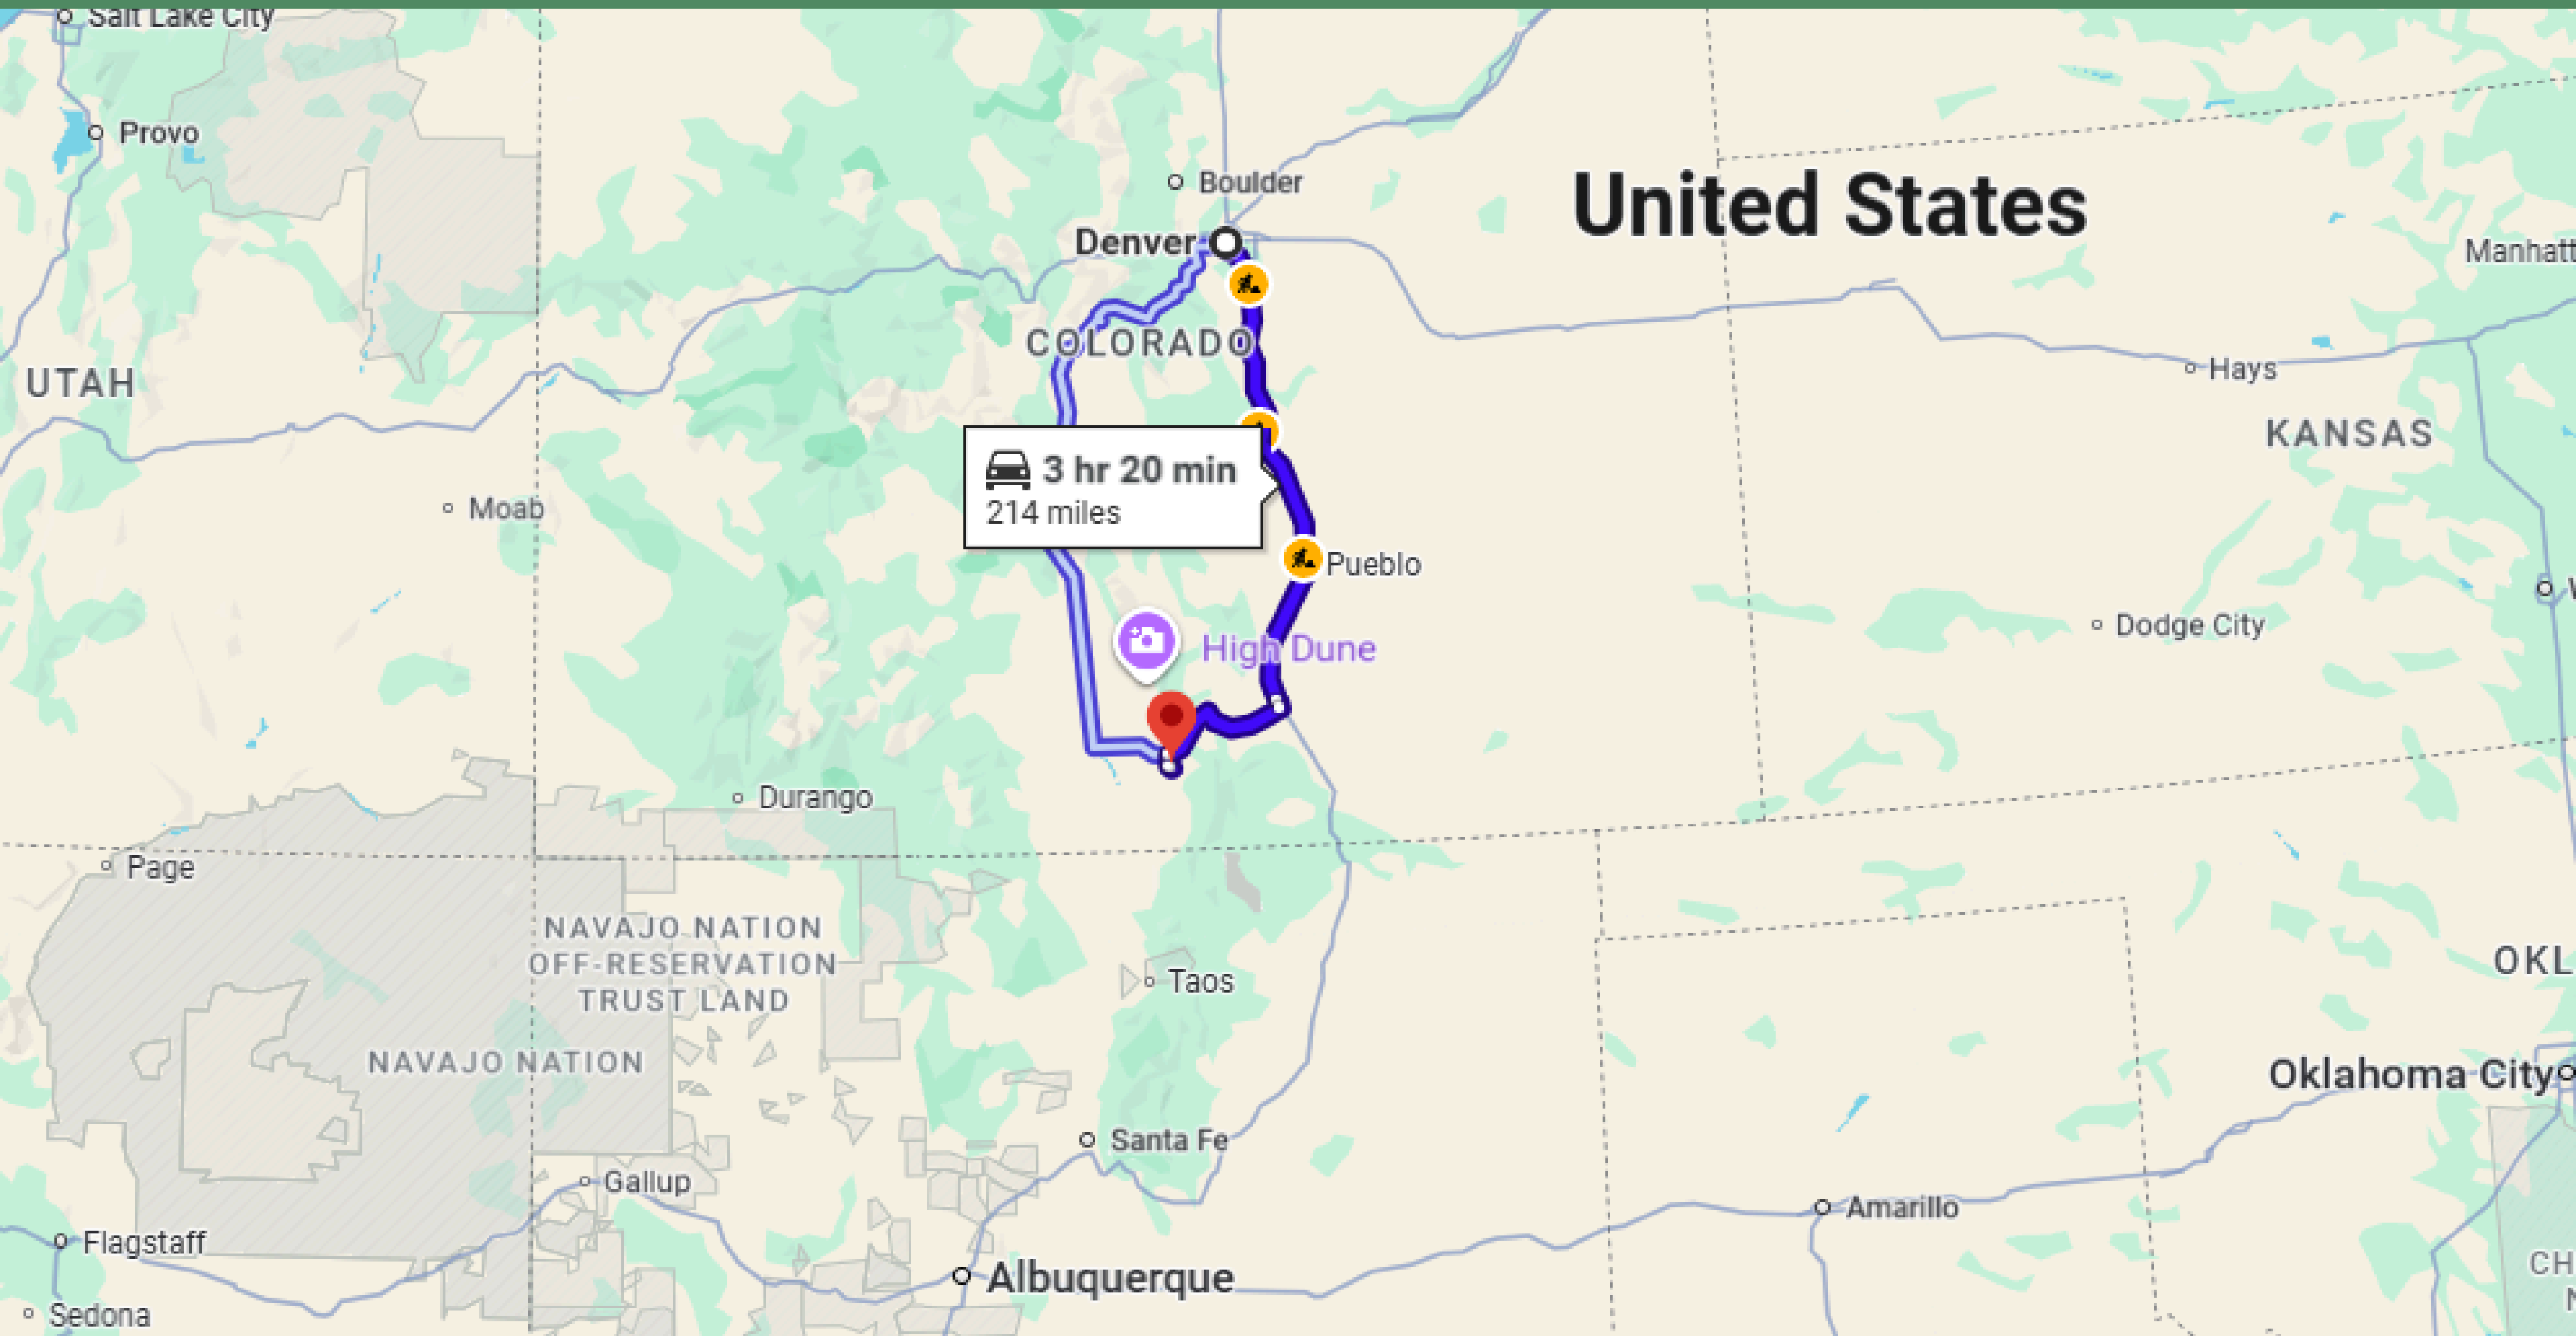 Salt Lake City
Provo
Boulder
United States
Denver
Manhatt
COLORADO
UTAH
Hays
KANSAS
3 hr 20 min
214 miles
Moab
Pueblo
W
Dodge City
High Dune
Durango
Page
NAVAJO NATION
OFF-RESERVATION
TRUST LAND
OKL
Taos
NAVAJO NATION
Oklahoma City
Santa Fe
Gallup
Amarillo
Flagstaff
CH
N
Albuquerque
Sedona